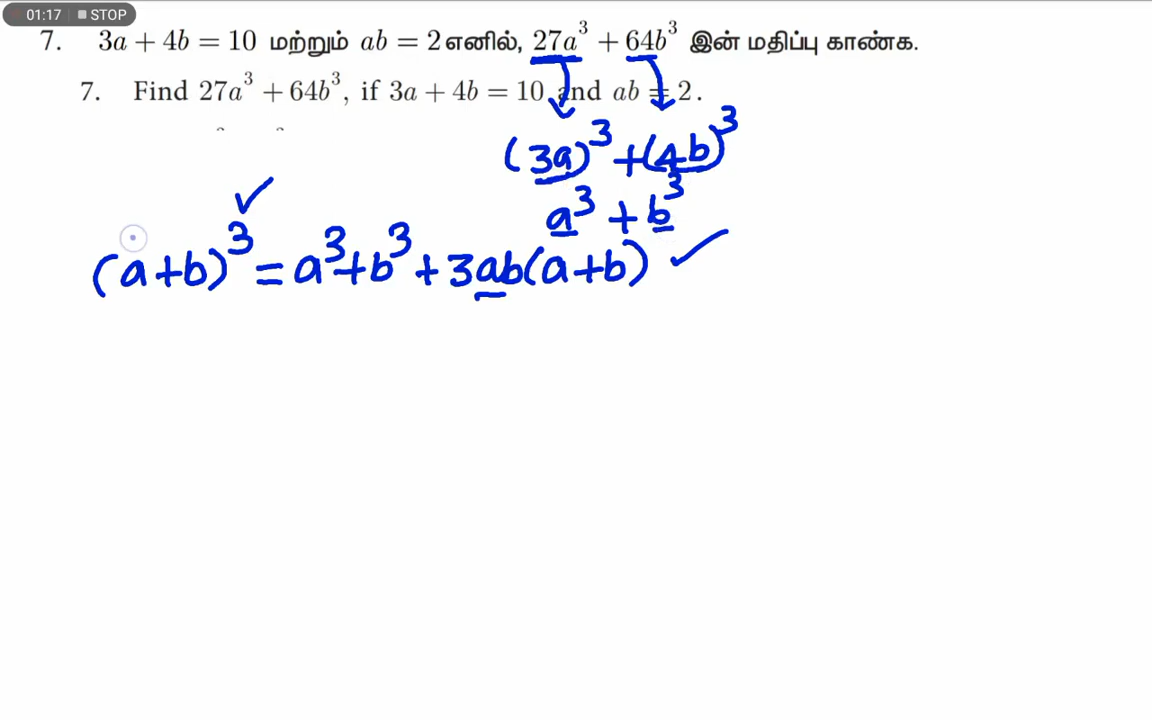 01:17 STOP
7. 3a + 4b = 10 மற்றும் ab = 2 எனில், 27a³ + 64b³ இன் மதிப்பு காண்க.
7. Find 27a³ + 64b³, if 3a + 4b = 10 and ab = 2.
(3a)³ + (4b)³
a³ + b³
(a+b)³ = a³+b³ + 3ab(a+b)